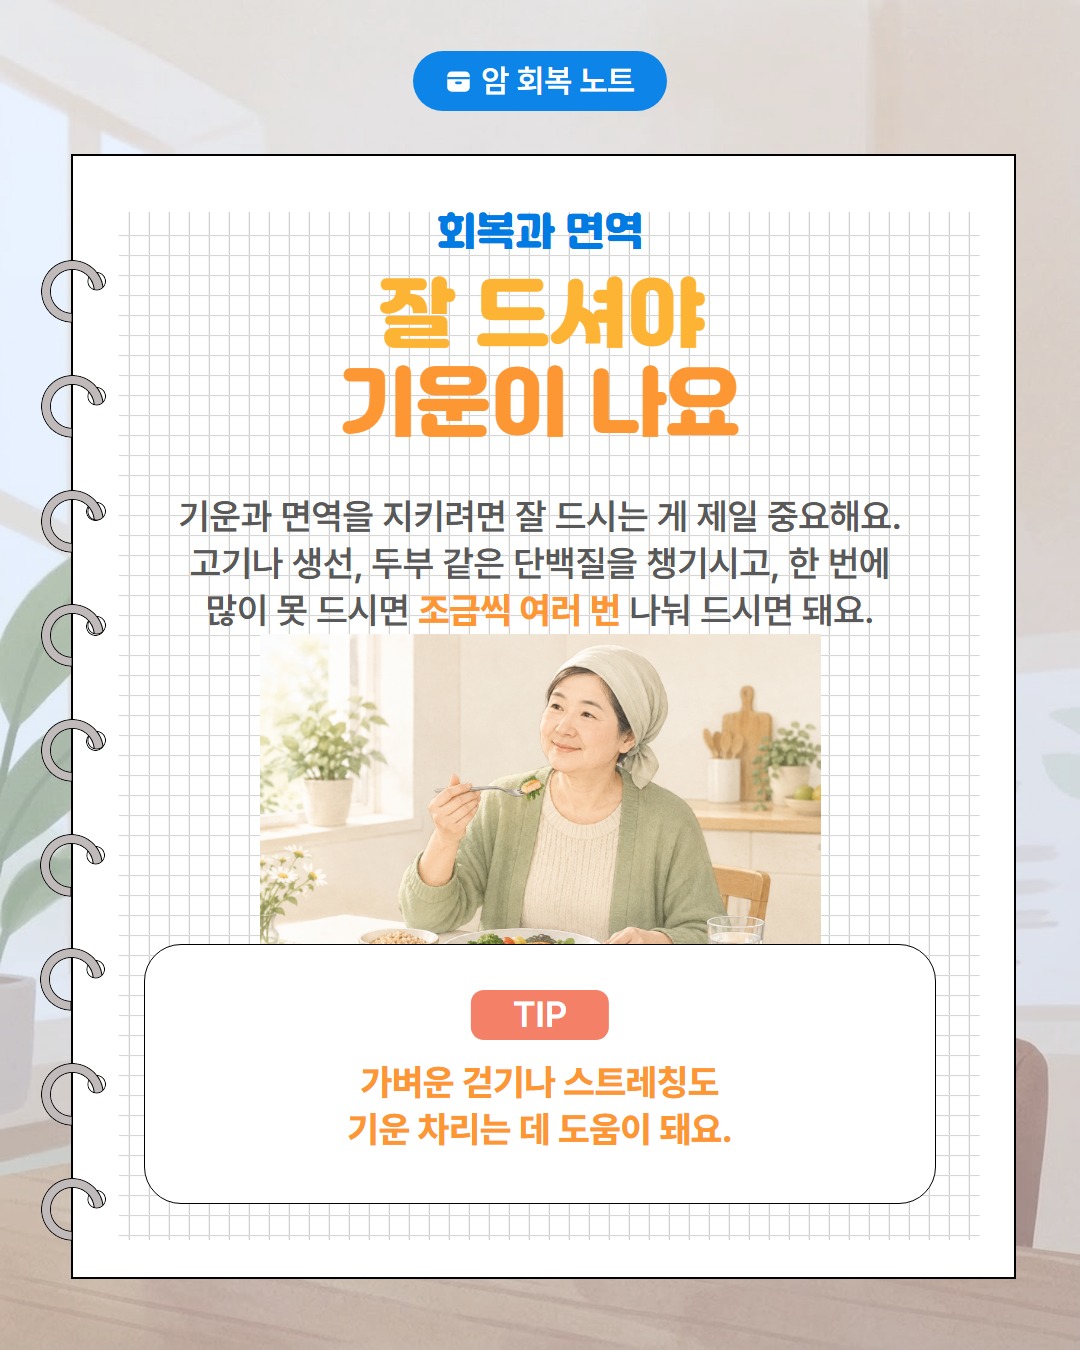 암 회복 노트
회복과 면역
잘 드셔야
기운이 나요
기운과 면역을 지키려면 잘 드시는 게 제일 중요해요.
고기나 생선, 두부 같은 단백질을 챙기시고, 한 번에
많이 못 드시면 조금씩 여러 번 나눠 드시면 돼요.
TIP
가벼운 걷기나 스트레칭도
기운 차리는 데 도움이 돼요.